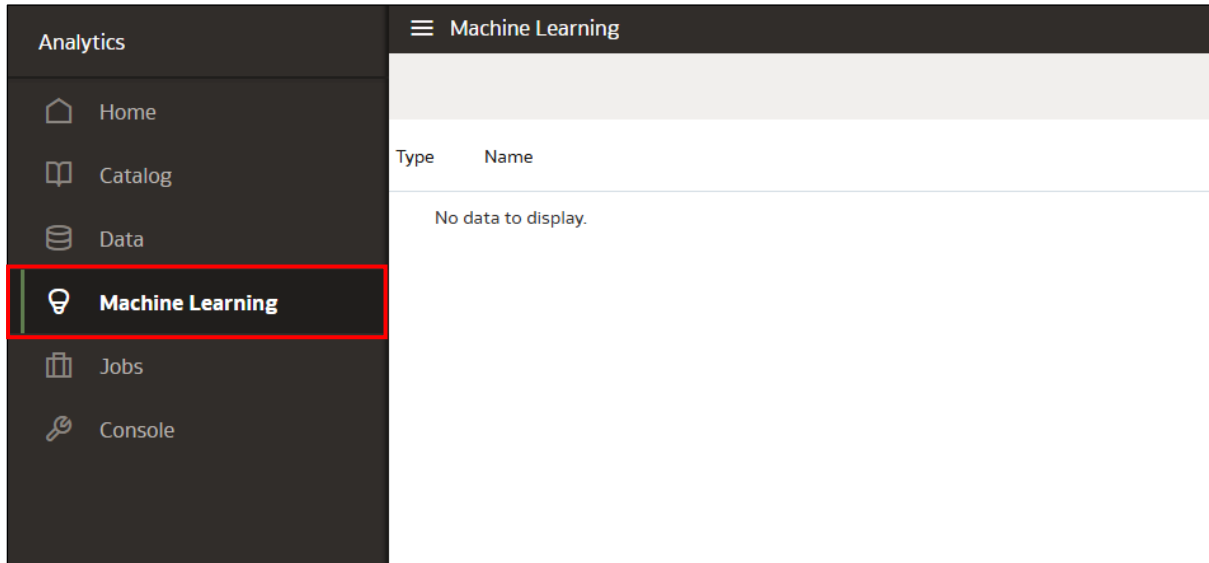 Analytics
Home
Catalog
Data
Machine Learning
Jobs
Console
Machine Learning
Type Name
No data to display.